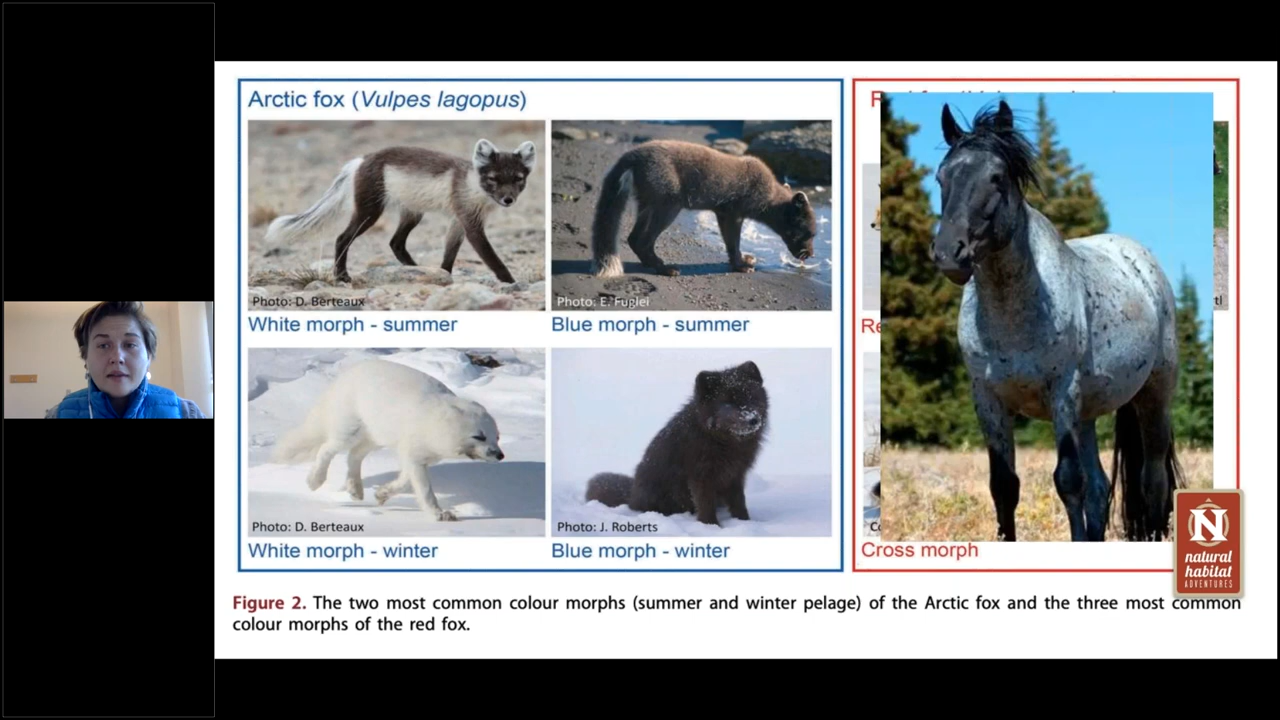 Arctic fox (Vulpes lagopus)
Photo: D. Berteaux
Photo: E. Fuglei
White morph - summer
Blue morph - summer
Photo: D. Berteaux
Photo: J. Roberts
White morph - winter
Blue morph - winter
Cross morph
N
natural
habitat
ADVENTURES
Figure 2. The two most common colour morphs (summer and winter pelage) of the Arctic fox and the three most common
colour morphs of the red fox.